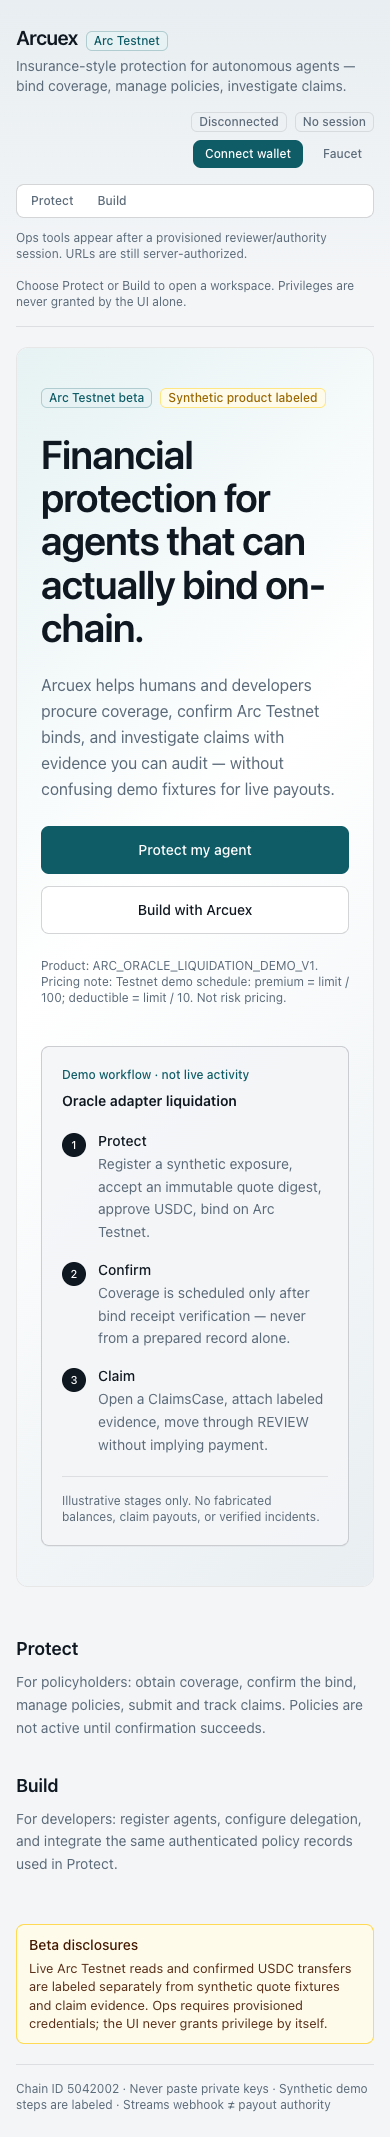 Arcuex
Arc Testnet
Insurance-style protection for autonomous agents —
bind coverage, manage policies, investigate claims.
Disconnected
No session
Connect wallet
Faucet
Protect
Build
Ops tools appear after a provisioned reviewer/authority
session. URLs are still server-authorized.
Choose Protect or Build to open a workspace. Privileges are
never granted by the UI alone.
Arc Testnet beta
Synthetic product labeled
Financial
protection for
agents that can
actually bind on-
chain.
Arcuex helps humans and developers
procure coverage, confirm Arc Testnet
binds, and investigate claims with
evidence you can audit — without
confusing demo fixtures for live payouts.
Protect my agent
Build with Arcuex
Product: ARC_ORACLE_LIQUIDATION_DEMO_V1.
Pricing note: Testnet demo schedule: premium = limit /
100; deductible = limit / 10. Not risk pricing.
Demo workflow · not live activity
Oracle adapter liquidation
1
Protect
Register a synthetic exposure,
accept an immutable quote digest,
approve USDC, bind on Arc
Testnet.
2
Confirm
Coverage is scheduled only after
bind receipt verification — never
from a prepared record alone.
3
Claim
Open a ClaimsCase, attach labeled
evidence, move through REVIEW
without implying payment.
Illustrative stages only. No fabricated
balances, claim payouts, or verified incidents.
Protect
For policyholders: obtain coverage, confirm the bind,
manage policies, submit and track claims. Policies are
not active until confirmation succeeds.
Build
For developers: register agents, configure delegation,
and integrate the same authenticated policy records
used in Protect.
Beta disclosures
Live Arc Testnet reads and confirmed USDC transfers
are labeled separately from synthetic quote fixtures
and claim evidence. Ops requires provisioned
credentials; the UI never grants privilege by itself.
Chain ID 5042002 · Never paste private keys · Synthetic demo
steps are labeled · Streams webhook ≠ payout authority